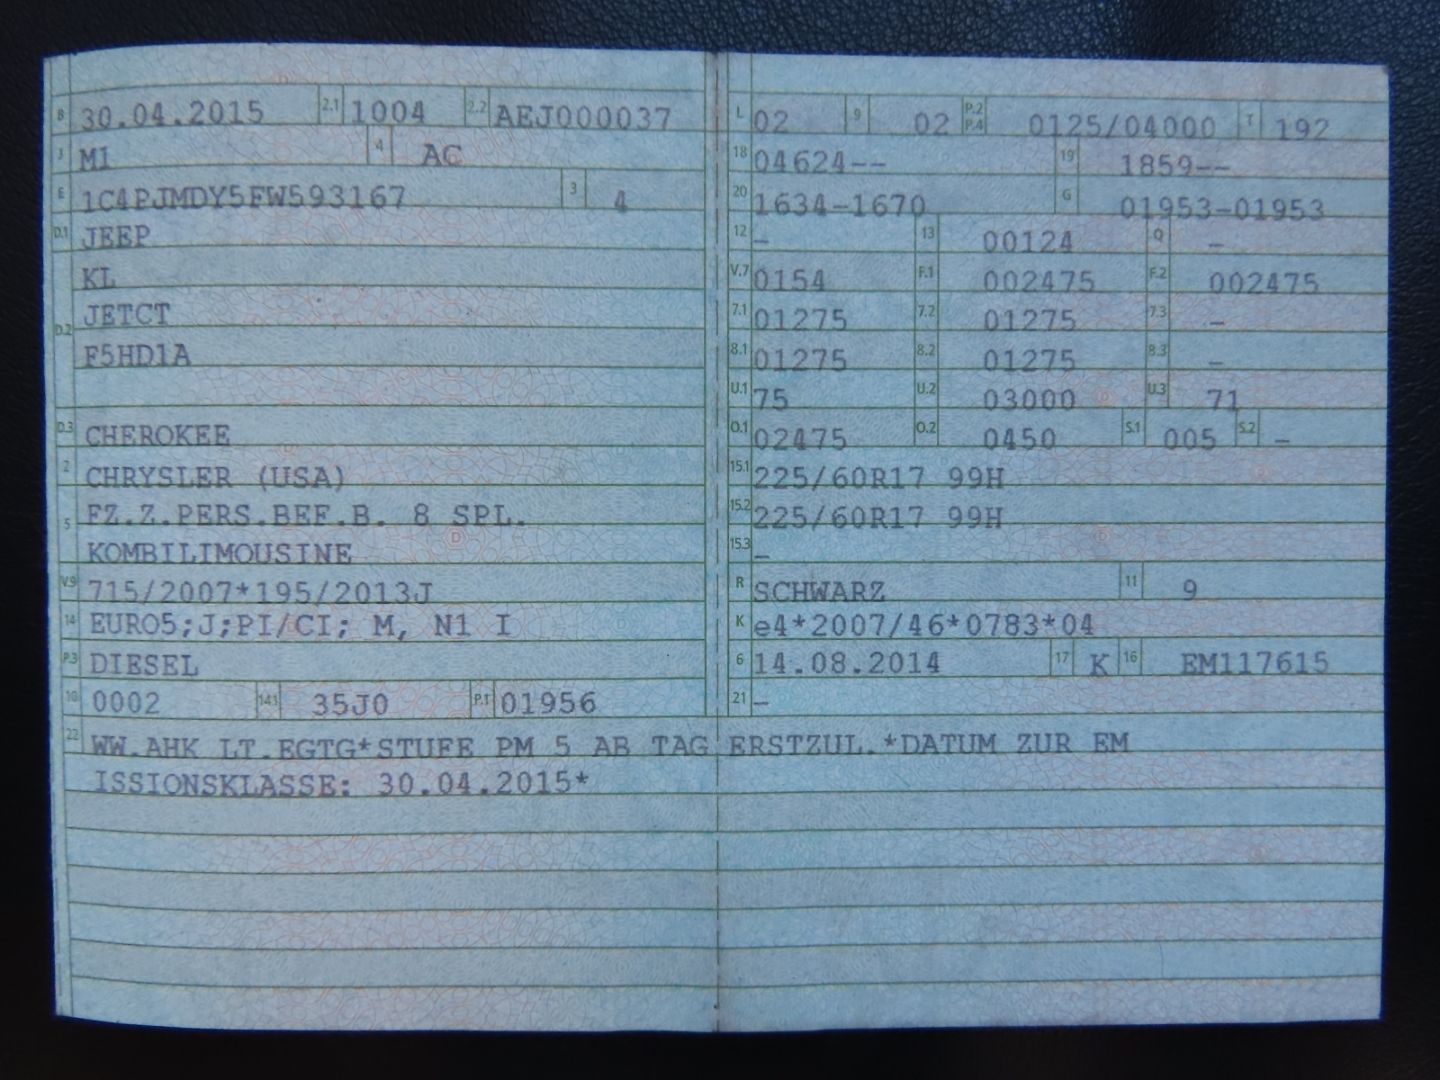 B 30.04.2015 2.1 1004 2.2 AEJ000037
J M1 4 AC
E 1C4PJMDY5FW593167 3 4
D.1 JEEP
KL
D.2 JETCT
F5HD1A
D.3 CHEROKEE
2 CHRYSLER (USA)
5 FZ.Z.PERS.BEF.B. 8 SPL.
KOMBILIMOUSINE
V.9 715/2007*195/2013J
14 EURO5;J;PI/CI; M, N1 I
P.3 DIESEL
10 0002 14.1 35J0 P.1 01956
L 02 9 02 P.2 P.4 0125/04000 T 192
18 04624-- 19 1859--
20 1634-1670 G 01953-01953
12 - 13 00124 Q -
V.7 0154 F.1 002475 F.2 002475
7.1 01275 7.2 01275 7.3 -
8.1 01275 8.2 01275 8.3 -
U.1 75 U.2 03000 U.3 71
O.1 02475 O.2 0450 S.1 005 S.2 -
15.1 225/60R17 99H
15.2 225/60R17 99H
15.3 -
R SCHWARZ 11 9
K e4*2007/46*0783*04
6 14.08.2014 17 K 16 EM117615
21 -
22 WW.AHK LT.EGTG*STUFE PM 5 AB TAG ERSTZUL.*DATUM ZUR EM
ISSIONSKLASSE: 30.04.2015*